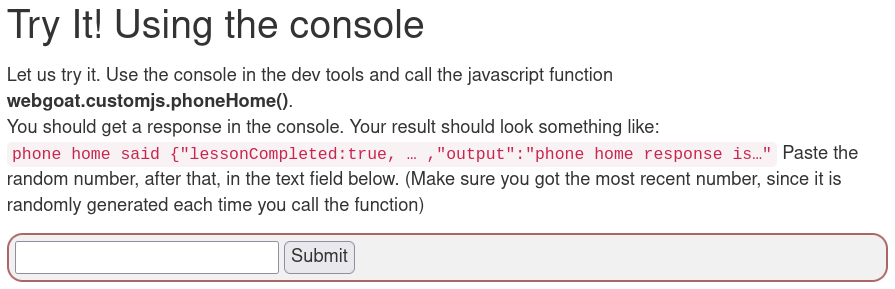 Try It! Using the console
Let us try it. Use the console in the dev tools and call the javascript function
webgoat.customjs.phoneHome().
You should get a response in the console. Your result should look something like:
phone home said {"lessonCompleted:true, … ,"output":"phone home response is…" Paste the
random number, after that, in the text field below. (Make sure you got the most recent number, since it is
randomly generated each time you call the function)
Submit